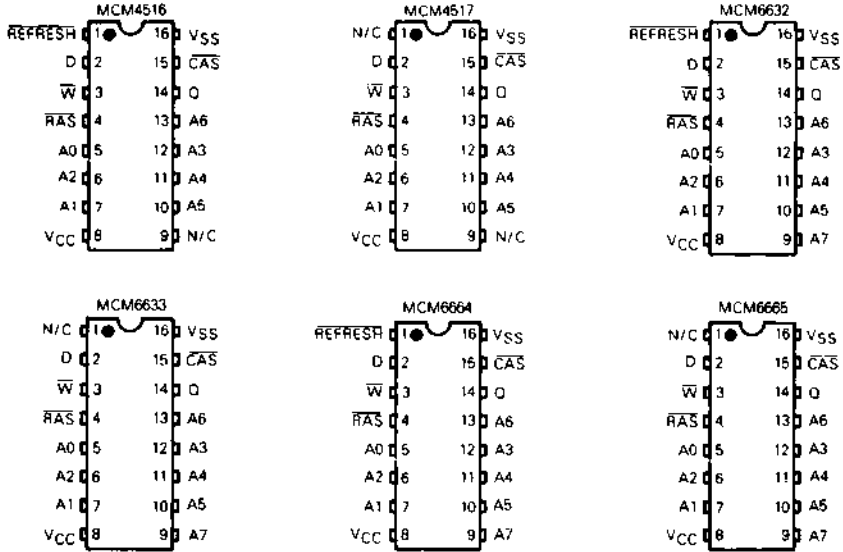 MCM4516
REFRESH 1 16 VSS
D 2 15 CAS
W 3 14 Q
RAS 4 13 A6
A0 5 12 A3
A2 6 11 A4
A1 7 10 A5
VCC 8 9 N/C
MCM4517
N/C 1 16 VSS
D 2 15 CAS
W 3 14 Q
RAS 4 13 A6
A0 5 12 A3
A2 6 11 A4
A1 7 10 A5
VCC 8 9 N/C
MCM6632
REFRESH 1 16 VSS
D 2 15 CAS
W 3 14 Q
RAS 4 13 A6
A0 5 12 A3
A2 6 11 A4
A1 7 10 A5
VCC 8 9 A7
MCM6633
N/C 1 16 VSS
D 2 15 CAS
W 3 14 Q
RAS 4 13 A6
A0 5 12 A3
A2 6 11 A4
A1 7 10 A5
VCC 8 9 A7
MCM6664
REFRESH 1 16 VSS
D 2 15 CAS
W 3 14 Q
RAS 4 13 A6
A0 5 12 A3
A2 6 11 A4
A1 7 10 A5
VCC 8 9 A7
MCM6665
N/C 1 16 VSS
D 2 15 CAS
W 3 14 Q
RAS 4 13 A6
A0 5 12 A3
A2 6 11 A4
A1 7 10 A5
VCC 8 9 A7